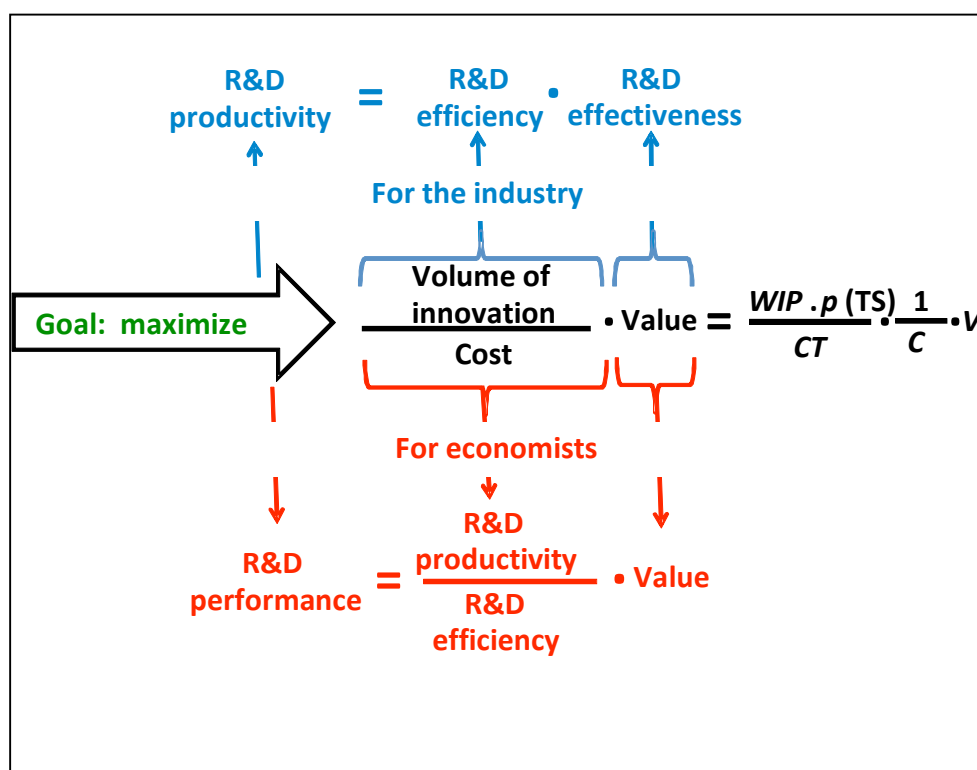 R&D productivity = R&D efficiency · R&D effectiveness
For the industry
Goal: maximize
Volume of innovation
Cost
· Value = WIP . p (TS) / CT · 1 / C · V
For economists
R&D performance = R&D productivity / R&D efficiency · Value